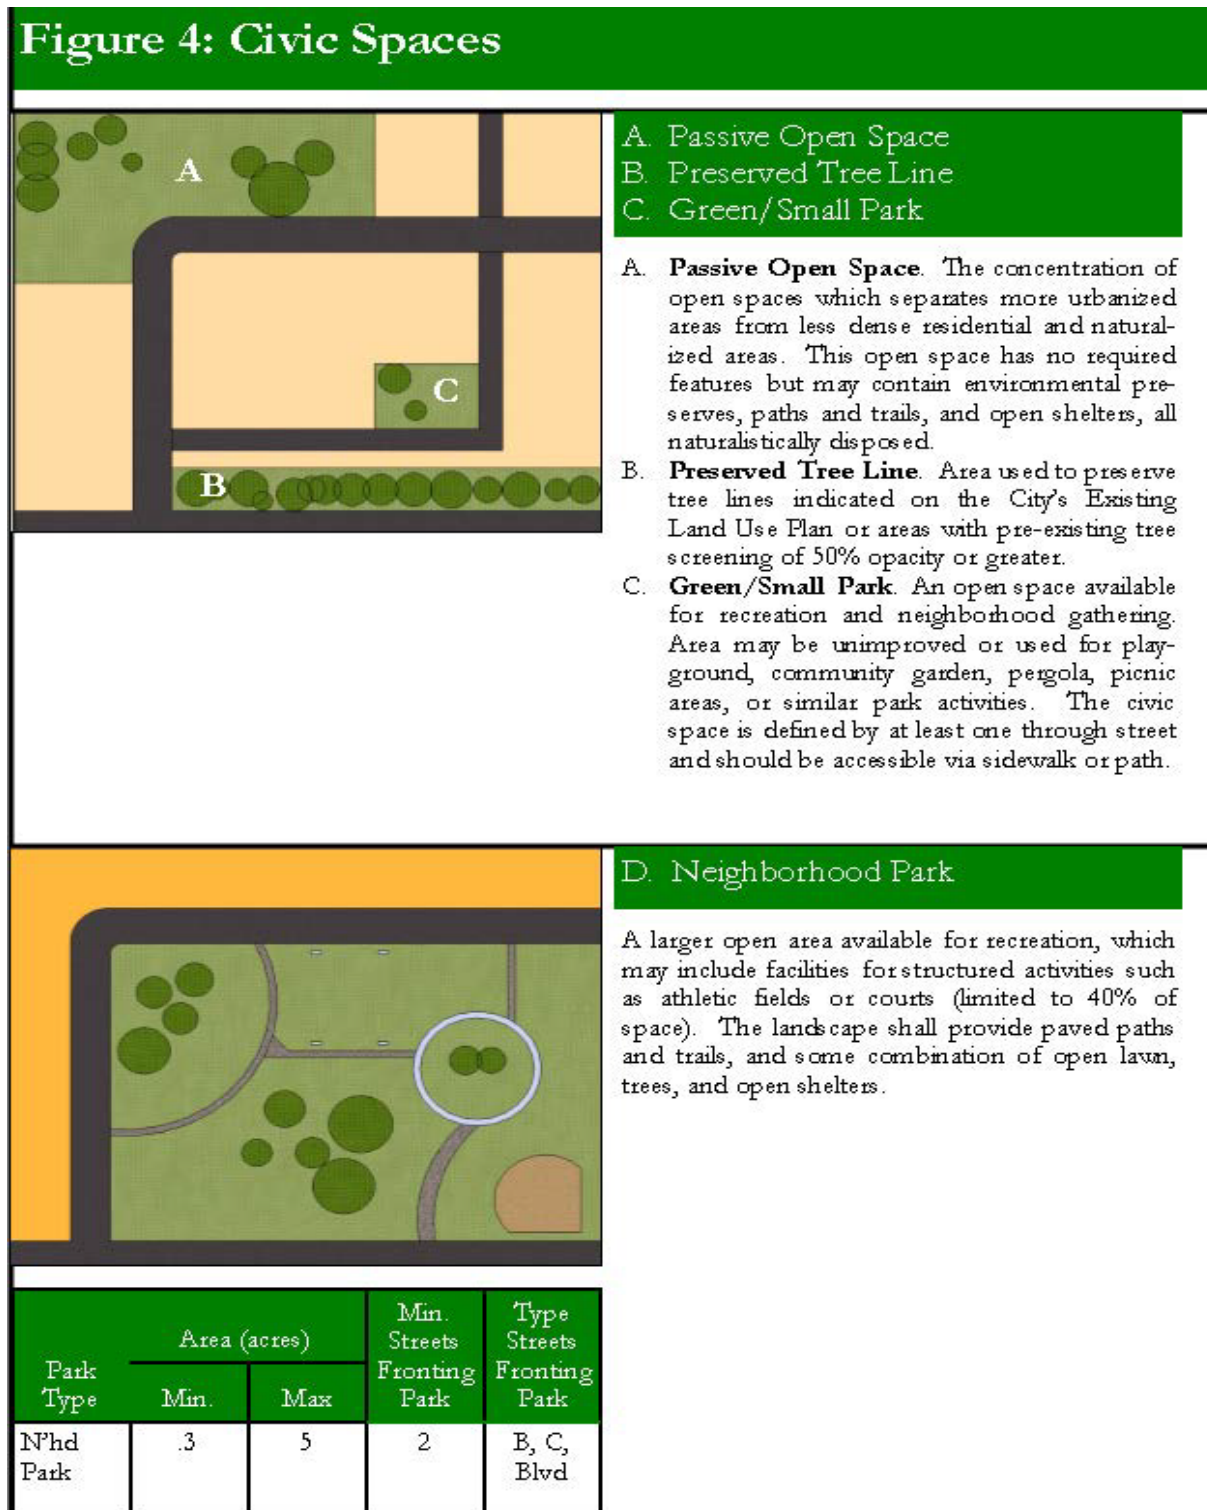 Figure 4: Civic Spaces
A
C
B
A. Passive Open Space
B. Preserved Tree Line
C. Green/Small Park
A. Passive Open Space. The concentration of
open spaces which separates more urbanized
areas from less dense residential and natural-
ized areas. This open space has no required
features but may contain environmental pre-
serves, paths and trails, and open shelters, all
naturalistically disposed.
B. Preserved Tree Line. Area used to preserve
tree lines indicated on the City's Existing
Land Use Plan or areas with pre-existing tree
screening of 50% opacity or greater.
C. Green/Small Park. An open space available
for recreation and neighborhood gathering.
Area may be unimproved or used for play-
ground, community garden, pergola, picnic
areas, or similar park activities. The civic
space is defined by at least one through street
and should be accessible via sidewalk or path.
D. Neighborhood Park
A larger open area available for recreation, which
may include facilities for structured activities such
as athletic fields or courts (limited to 40% of
space). The landscape shall provide paved paths
and trails, and some combination of open lawn,
trees, and open shelters.
Park
Type
Area (acres)
Min.
Max
Min.
Streets
Fronting
Park
Type
Streets
Fronting
Park
N'hd
Park
.3
5
2
B, C,
Blvd